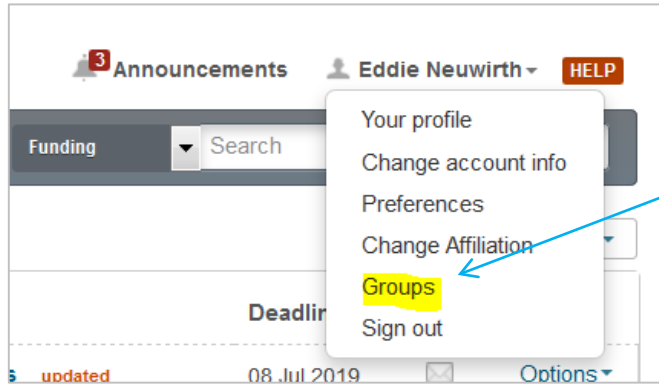 3 Announcements Eddie Neuwirth HELP
Funding Search
Your profile
Change account info
Preferences
Change Affiliation
Groups
Sign out
Deadlin
s updated 08 Jul 2019 Options